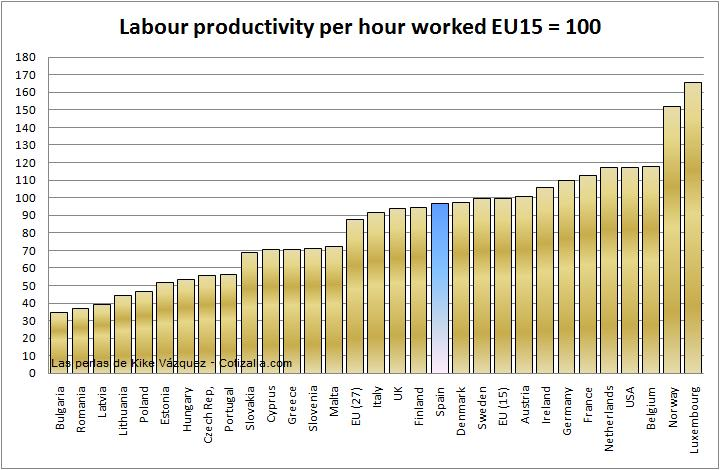 Labour productivity per hour worked EU15 = 100
180
170
160
150
140
130
120
110
100
90
80
70
60
50
40
30
20
10
0
Las perlas de Kike Vázquez - Cotizalia.com
Bulgaria
Romania
Latvia
Lithuania
Poland
Estonia
Hungary
Czech Rep,
Portugal
Slovakia
Cyprus
Greece
Slovenia
Malta
EU (27)
Italy
UK
Finland
Spain
Denmark
Sweden
EU (15)
Austria
Ireland
Germany
France
Netherlands
USA
Belgium
Norway
Luxembourg